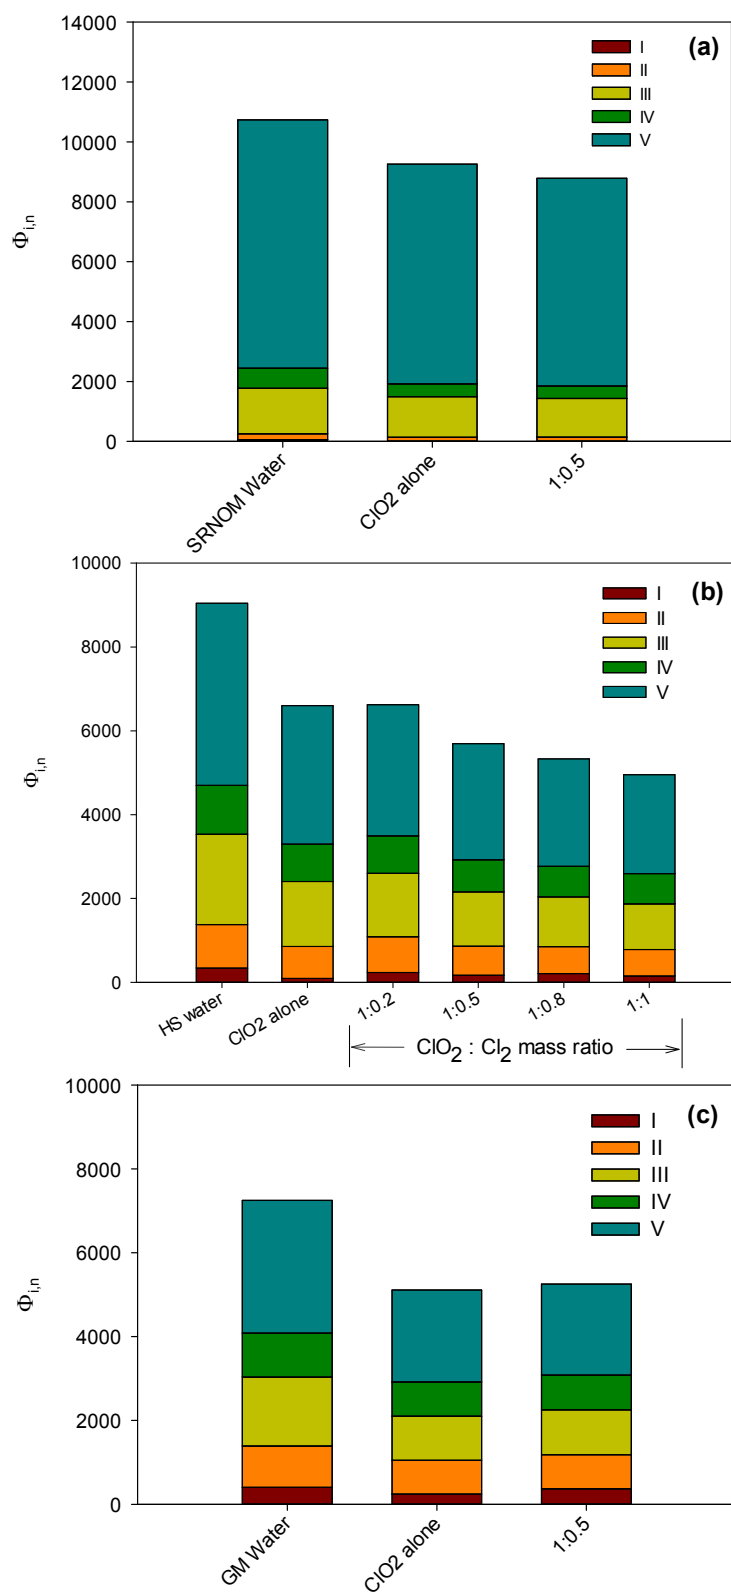 14000
12000
10000
8000
6000
4000
2000
0
Φi,n
I
II
III
IV
V
(a)
SRNOM Water
ClO2 alone
1:0.5
10000
8000
6000
4000
2000
0
Φi,n
I
II
III
IV
V
(b)
HS water
ClO2 alone
1:0.2
1:0.5
1:0.8
1:1
ClO2 : Cl2 mass ratio
10000
8000
6000
4000
2000
0
Φi,n
I
II
III
IV
V
(c)
GM Water
ClO2 alone
1:0.5